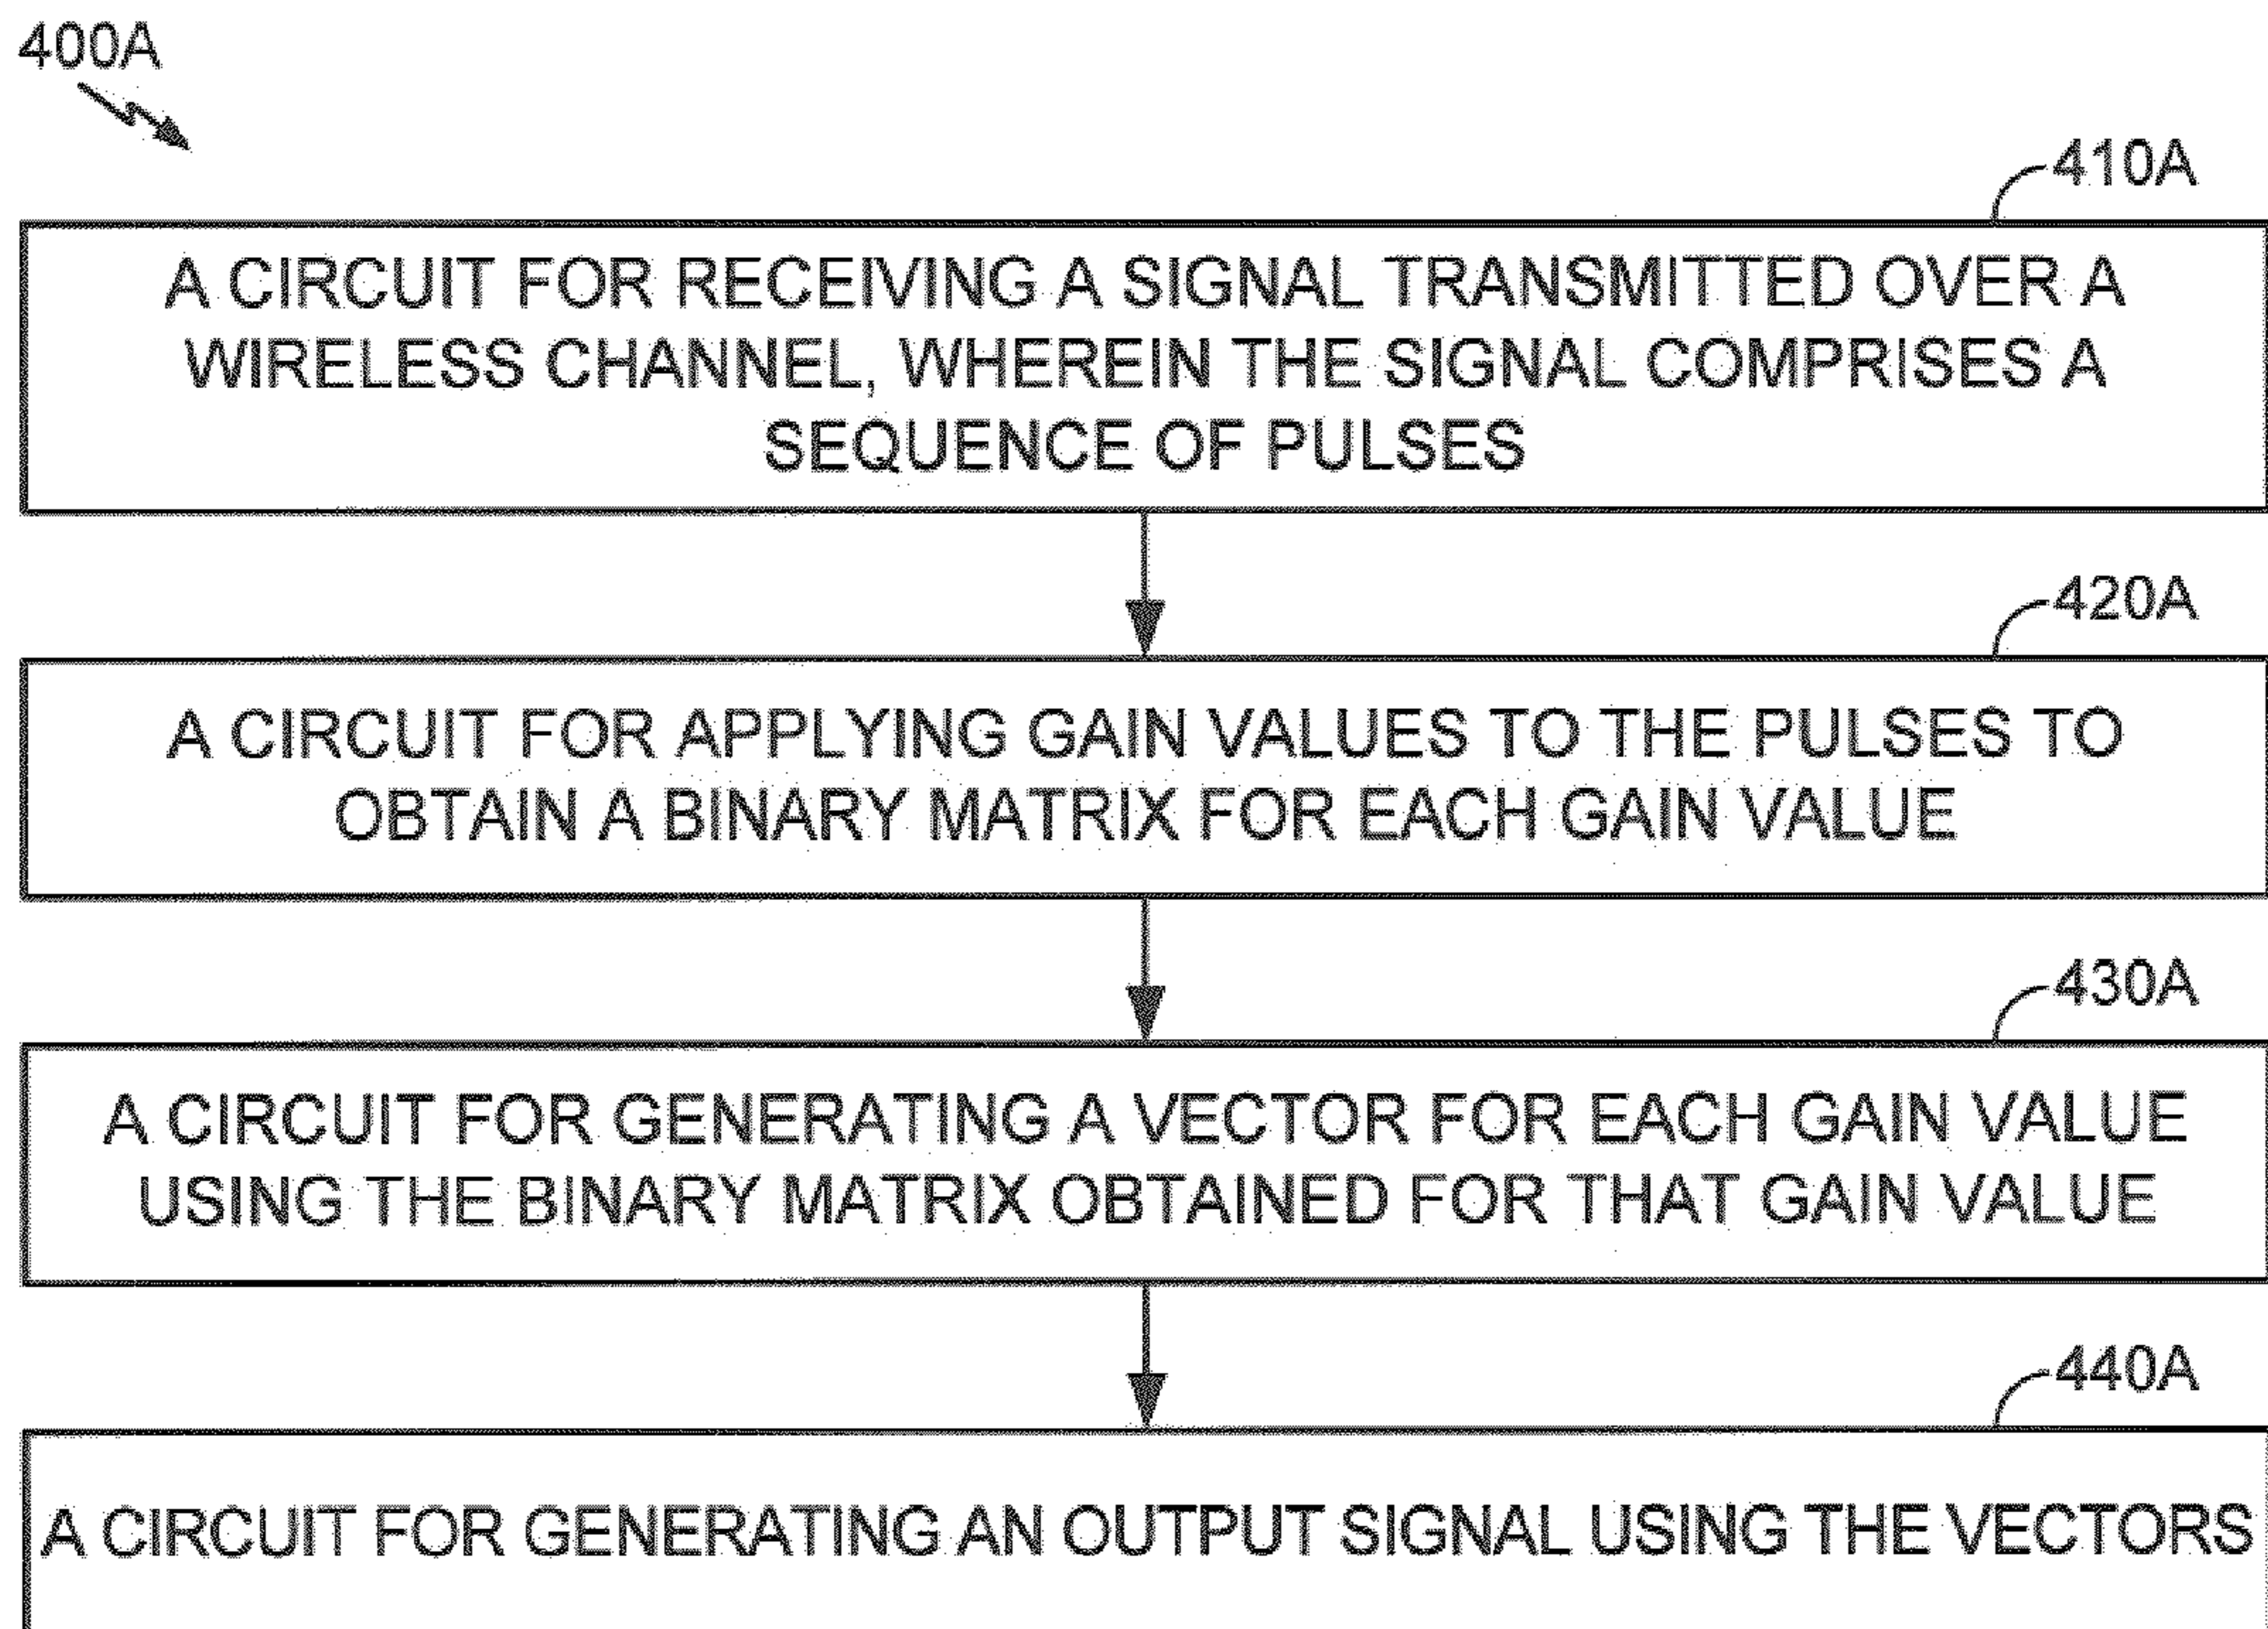 400A
410A
A CIRCUIT FOR RECEIVING A SIGNAL TRANSMITTED OVER A
WIRELESS CHANNEL, WHEREIN THE SIGNAL COMPRISES A
SEQUENCE OF PULSES
420A
A CIRCUIT FOR APPLYING GAIN VALUES TO THE PULSES TO
OBTAIN A BINARY MATRIX FOR EACH GAIN VALUE
430A
A CIRCUIT FOR GENERATING A VECTOR FOR EACH GAIN VALUE
USING THE BINARY MATRIX OBTAINED FOR THAT GAIN VALUE
440A
A CIRCUIT FOR GENERATING AN OUTPUT SIGNAL USING THE VECTORS